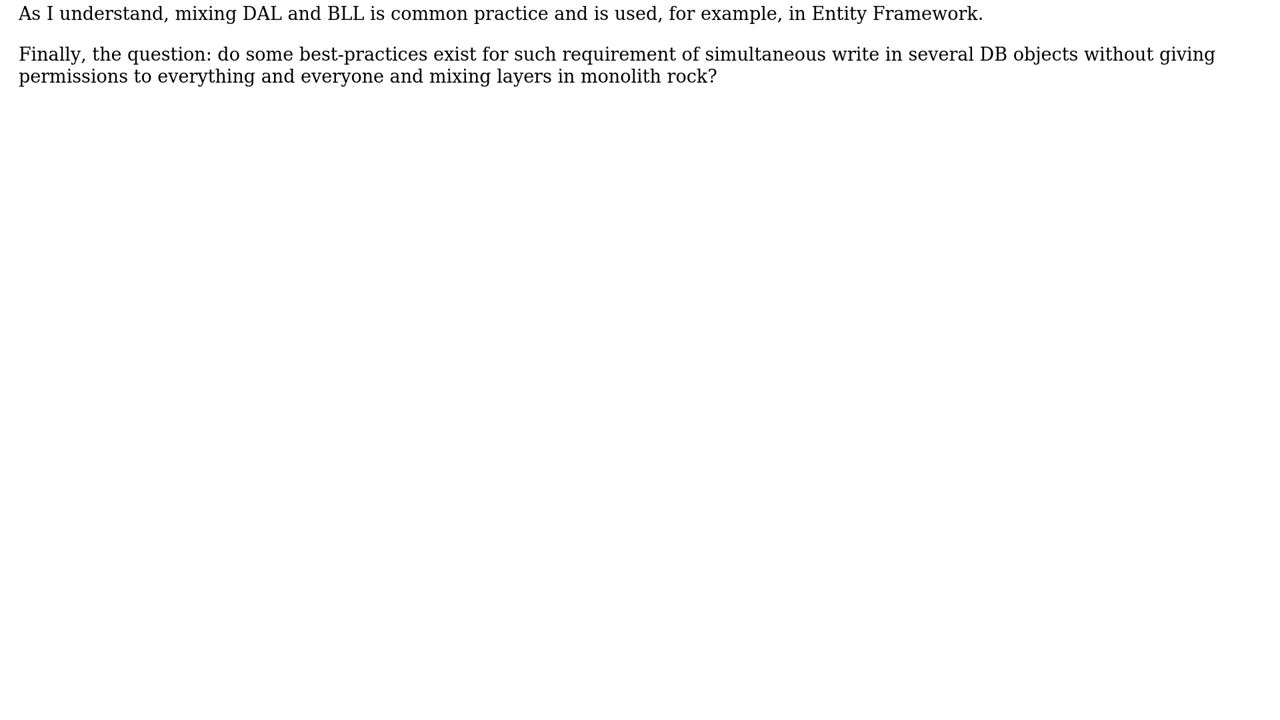 As I understand, mixing DAL and BLL is common practice and is used, for example, in Entity Framework.
Finally, the question: do some best-practices exist for such requirement of simultaneous write in several DB objects without giving
permissions to everything and everyone and mixing layers in monolith rock?